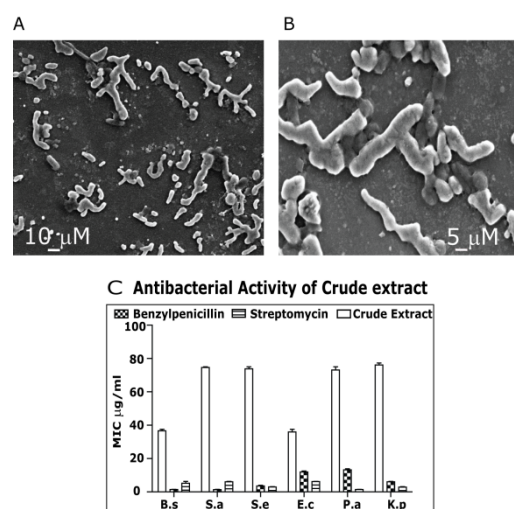 A
B
10 μM
5 μM
C Antibacterial Activity of Crude extract
Benzylpenicillin Streptomycin Crude Extract
MIC μg/ml
100
80
60
40
20
0
B.s S.a S.e E.c P.a K.p